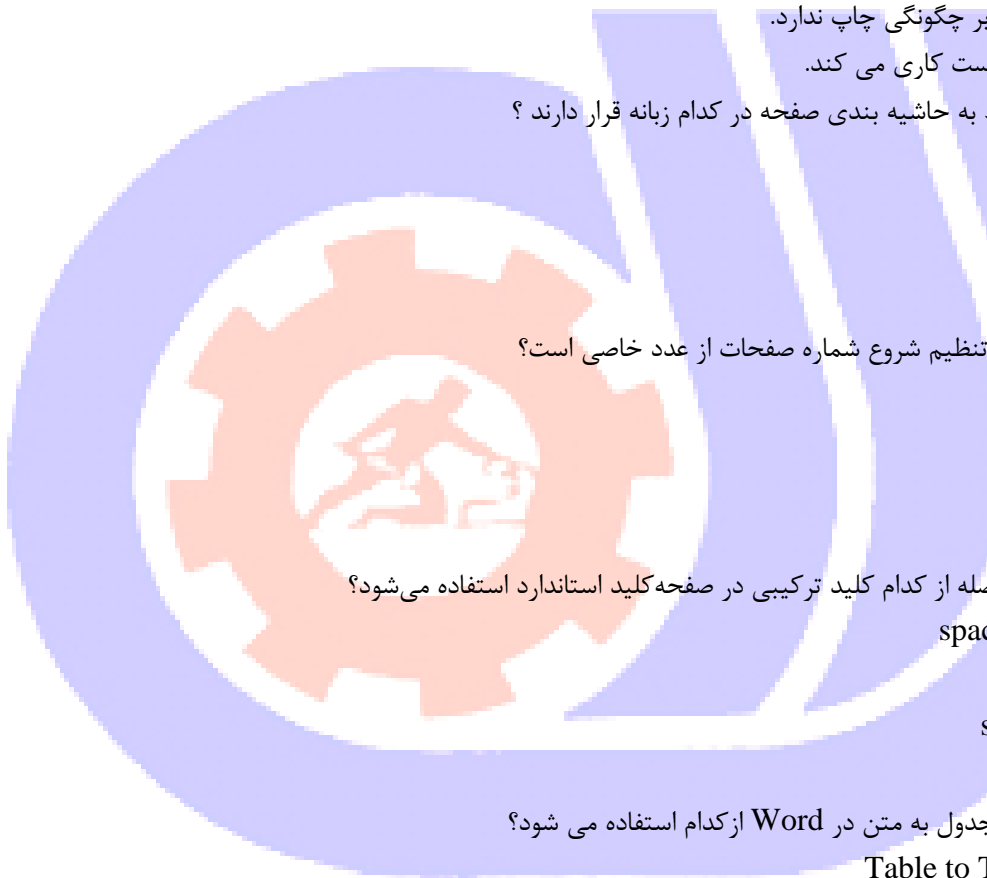 بر چگونگی چاپ ندارد.
ست کاری می کند.
به حاشیه بندی صفحه در کدام زبانه قرار دارند ؟
تنظیم شروع شماره صفحات از عدد خاصی است؟
صله از کدام کلید ترکیبی در صفحه‌کلید استاندارد استفاده می‌شود؟
spac
s
جدول به متن در Word ازکدام استفاده می شود؟
Table to T